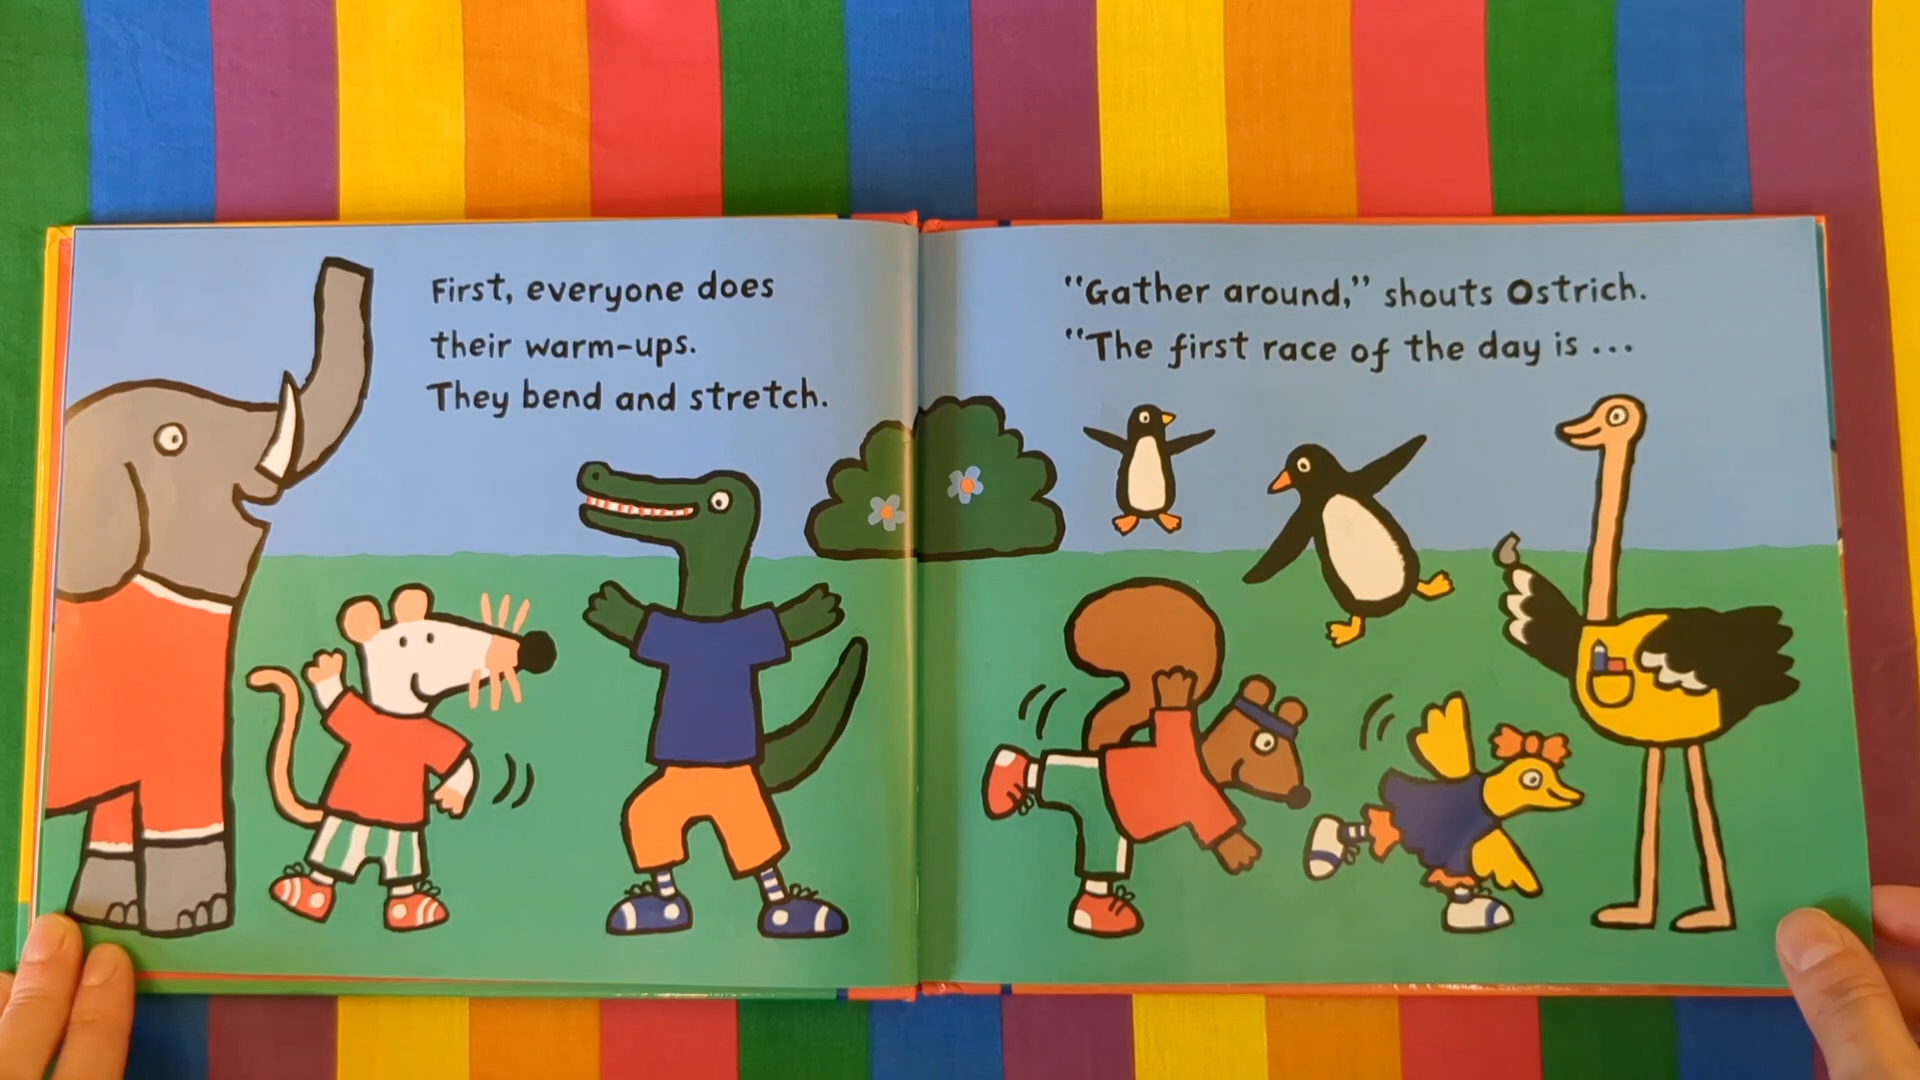 First, everyone does
their warm-ups.
They bend and stretch.
“Gather around,” shouts Ostrich.
“The first race of the day is ...